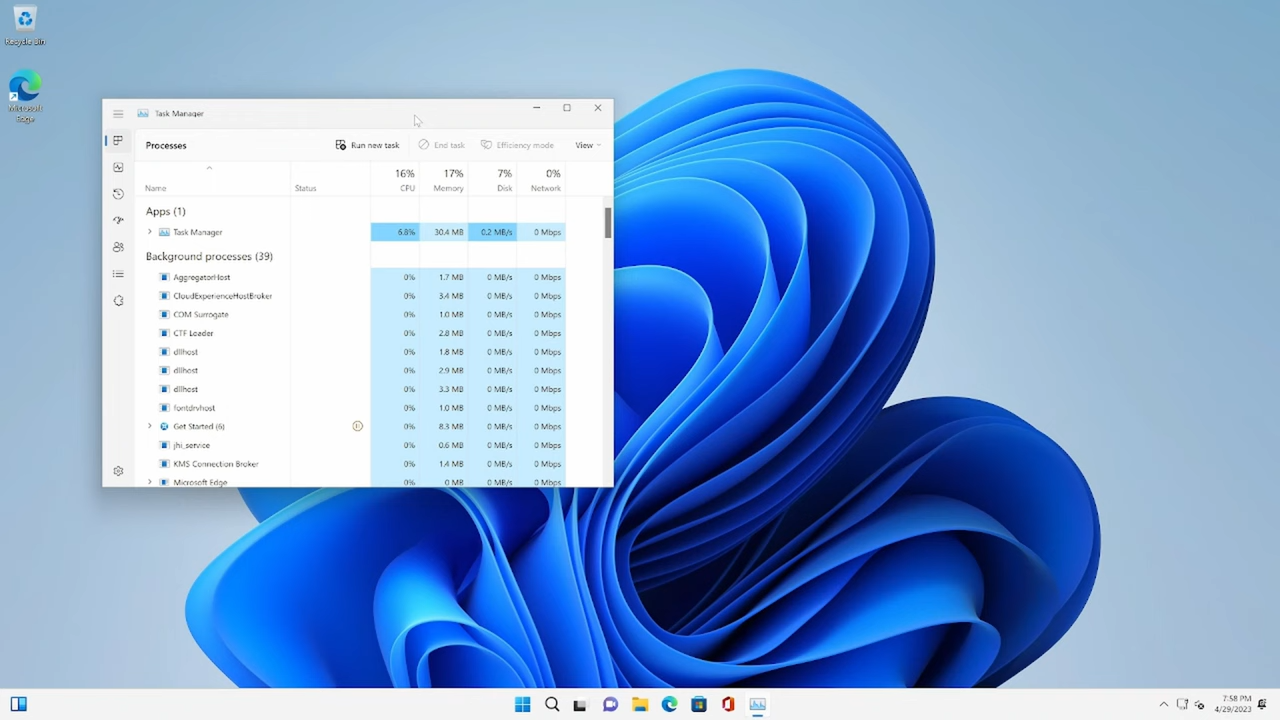 Recycle Bin
Microsoft
Edge
Task Manager
Processes
Run new task
End task
Efficiency mode
View
16%
17%
7%
0%
Name
Status
CPU
Memory
Disk
Network
Apps (1)
Task Manager 6.8% 30.4 MB 0.2 MB/s 0 Mbps
Background processes (39)
AggregatorHost 0% 1.7 MB 0 MB/s 0 Mbps
CloudExperienceHostBroker 0% 3.4 MB 0 MB/s 0 Mbps
COM Surrogate 0% 1.0 MB 0 MB/s 0 Mbps
CTF Loader 0% 2.8 MB 0 MB/s 0 Mbps
dllhost 0% 1.8 MB 0 MB/s 0 Mbps
dllhost 0% 2.9 MB 0 MB/s 0 Mbps
dllhost 0% 3.3 MB 0 MB/s 0 Mbps
fontdrvhost 0% 1.0 MB 0 MB/s 0 Mbps
Get Started (6) 0% 8.3 MB 0 MB/s 0 Mbps
jhi_service 0% 0.6 MB 0 MB/s 0 Mbps
KMS Connection Broker 0% 1.4 MB 0 MB/s 0 Mbps
Microsoft Edge 0% 0 MB 0 MB/s 0 Mbps
7:58 PM
4/29/2023